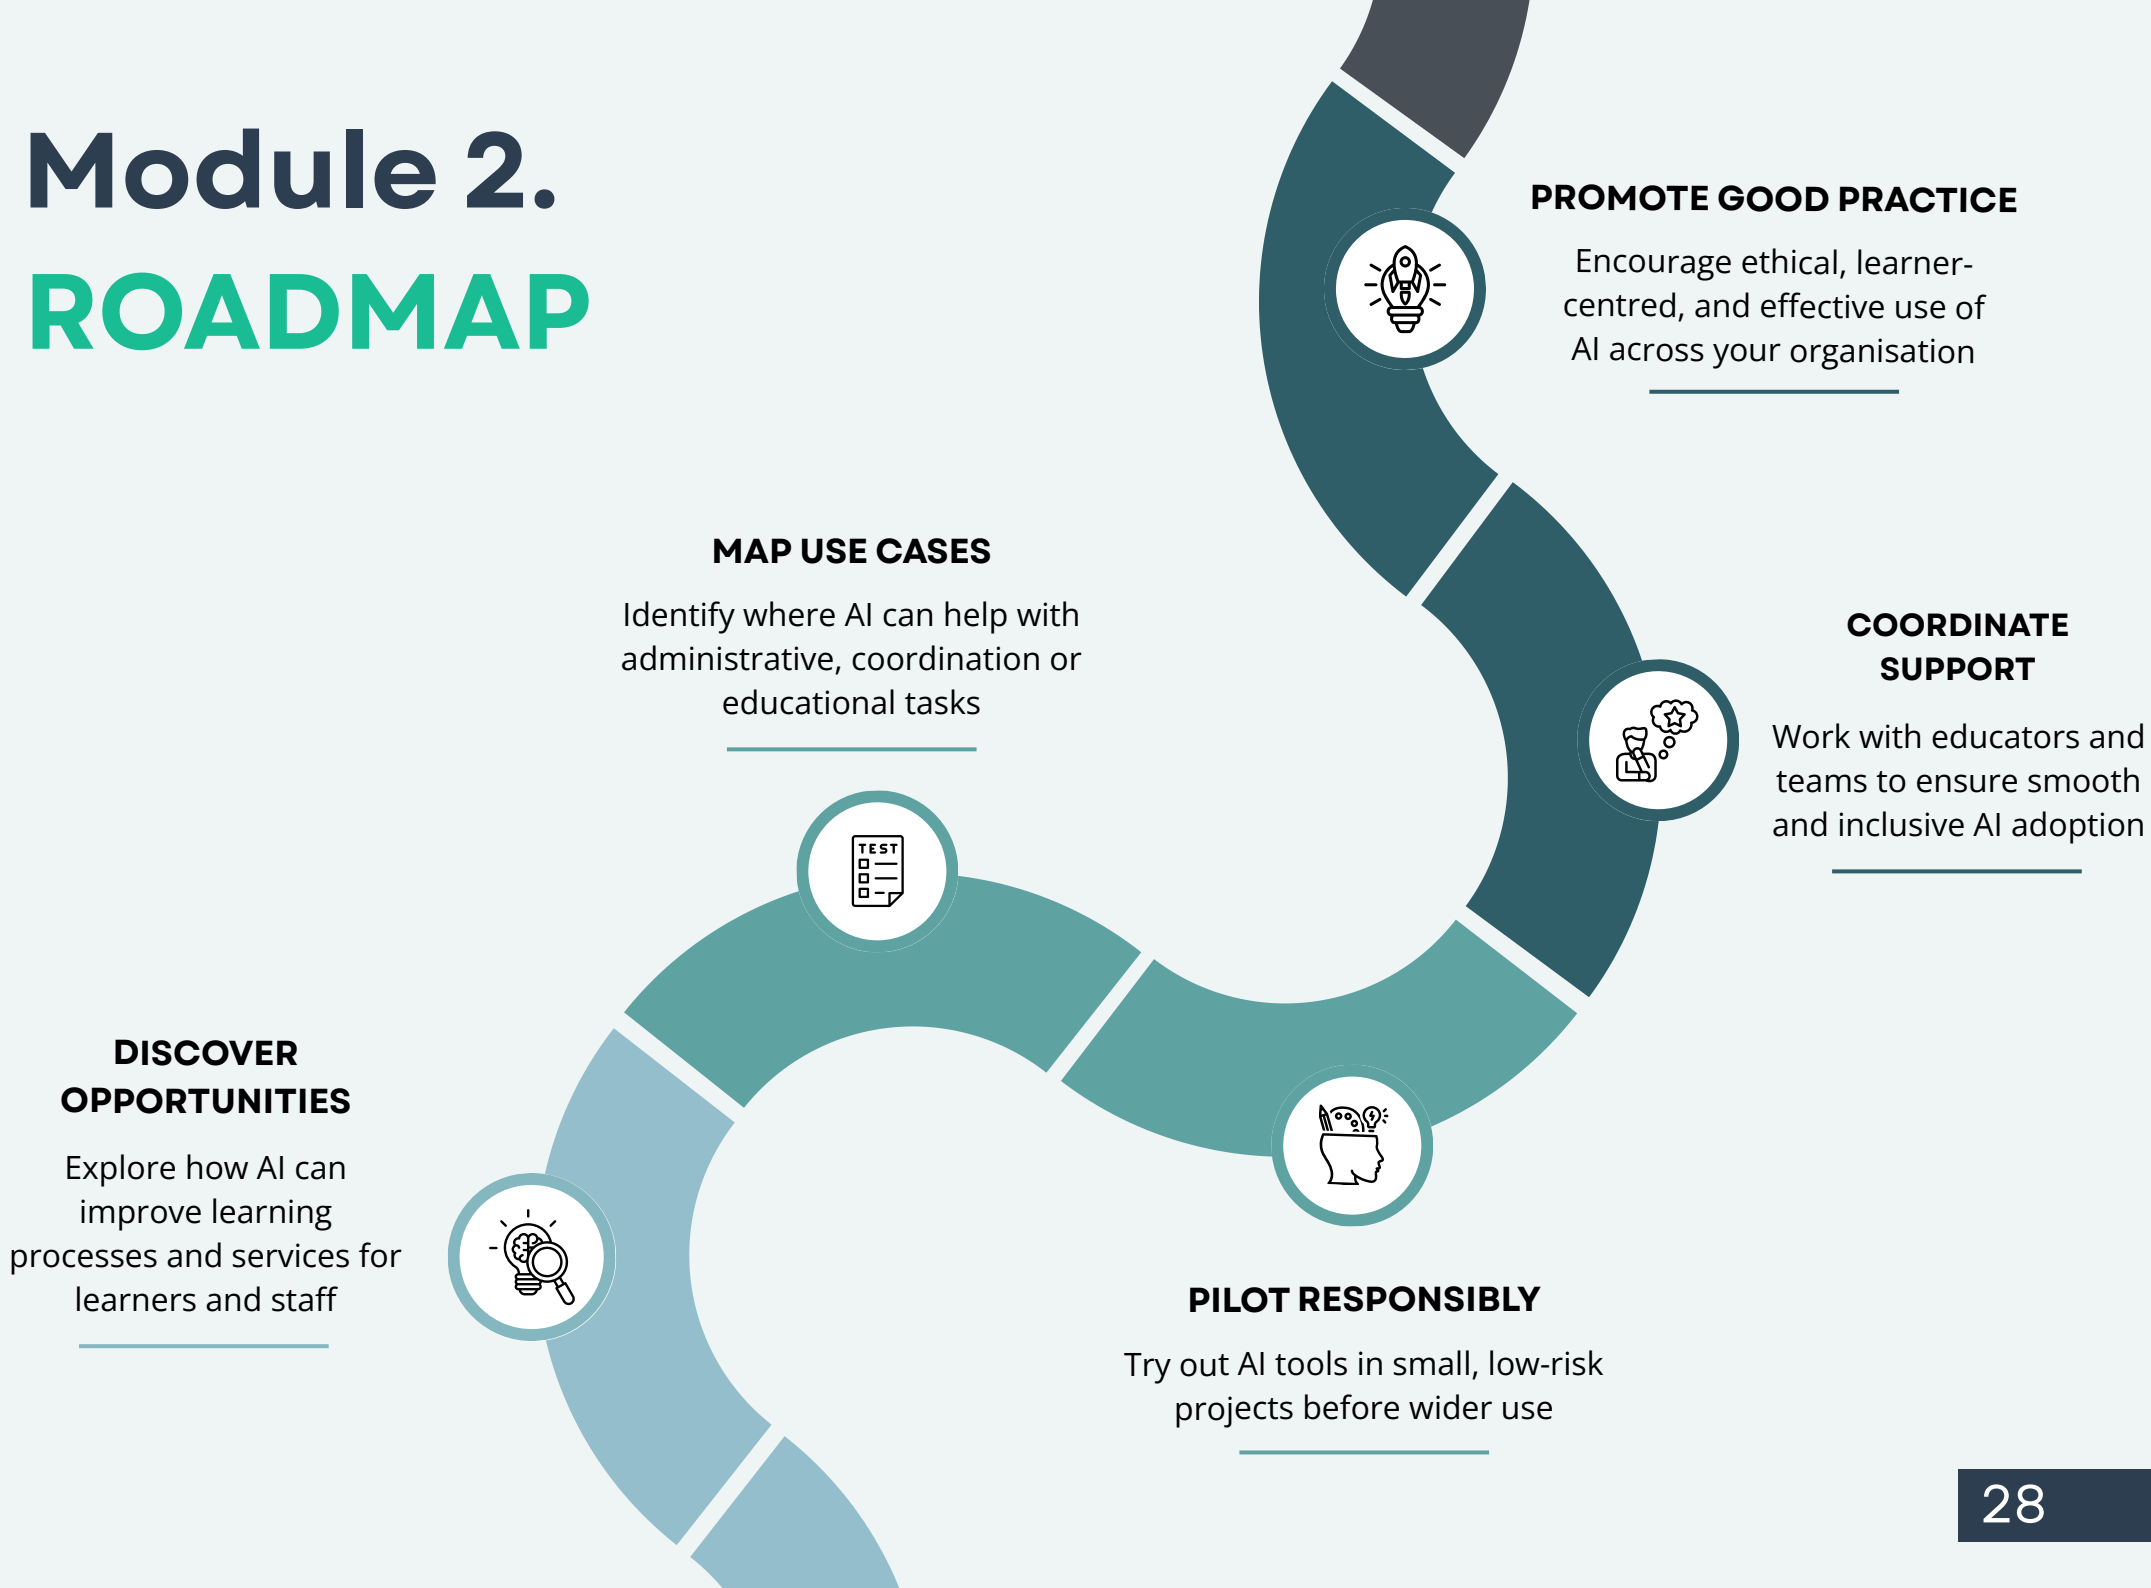 Module 2.
ROADMAP
PROMOTE GOOD PRACTICE
Encourage ethical, learner-
centred, and effective use of
AI across your organisation
MAP USE CASES
Identify where AI can help with
administrative, coordination or
educational tasks
COORDINATE
SUPPORT
Work with educators and
teams to ensure smooth
and inclusive AI adoption
TEST
DISCOVER
OPPORTUNITIES
Explore how AI can
improve learning
processes and services for
learners and staff
PILOT RESPONSIBLY
Try out AI tools in small, low-risk
projects before wider use
28